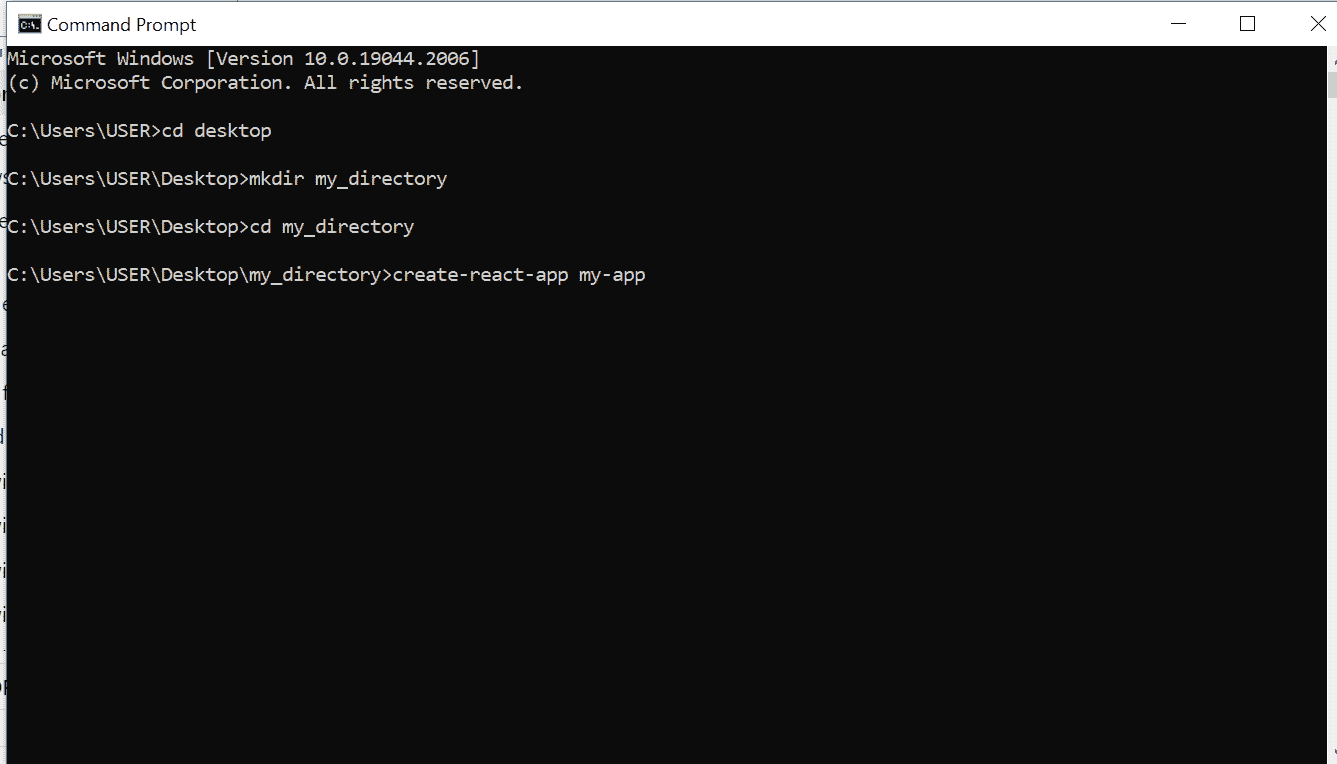 Command Prompt
Microsoft Windows [Version 10.0.19044.2006]
(c) Microsoft Corporation. All rights reserved.
C:\Users\USER>cd desktop
C:\Users\USER\Desktop>mkdir my_directory
C:\Users\USER\Desktop>cd my_directory
C:\Users\USER\Desktop\my_directory>create-react-app my-app